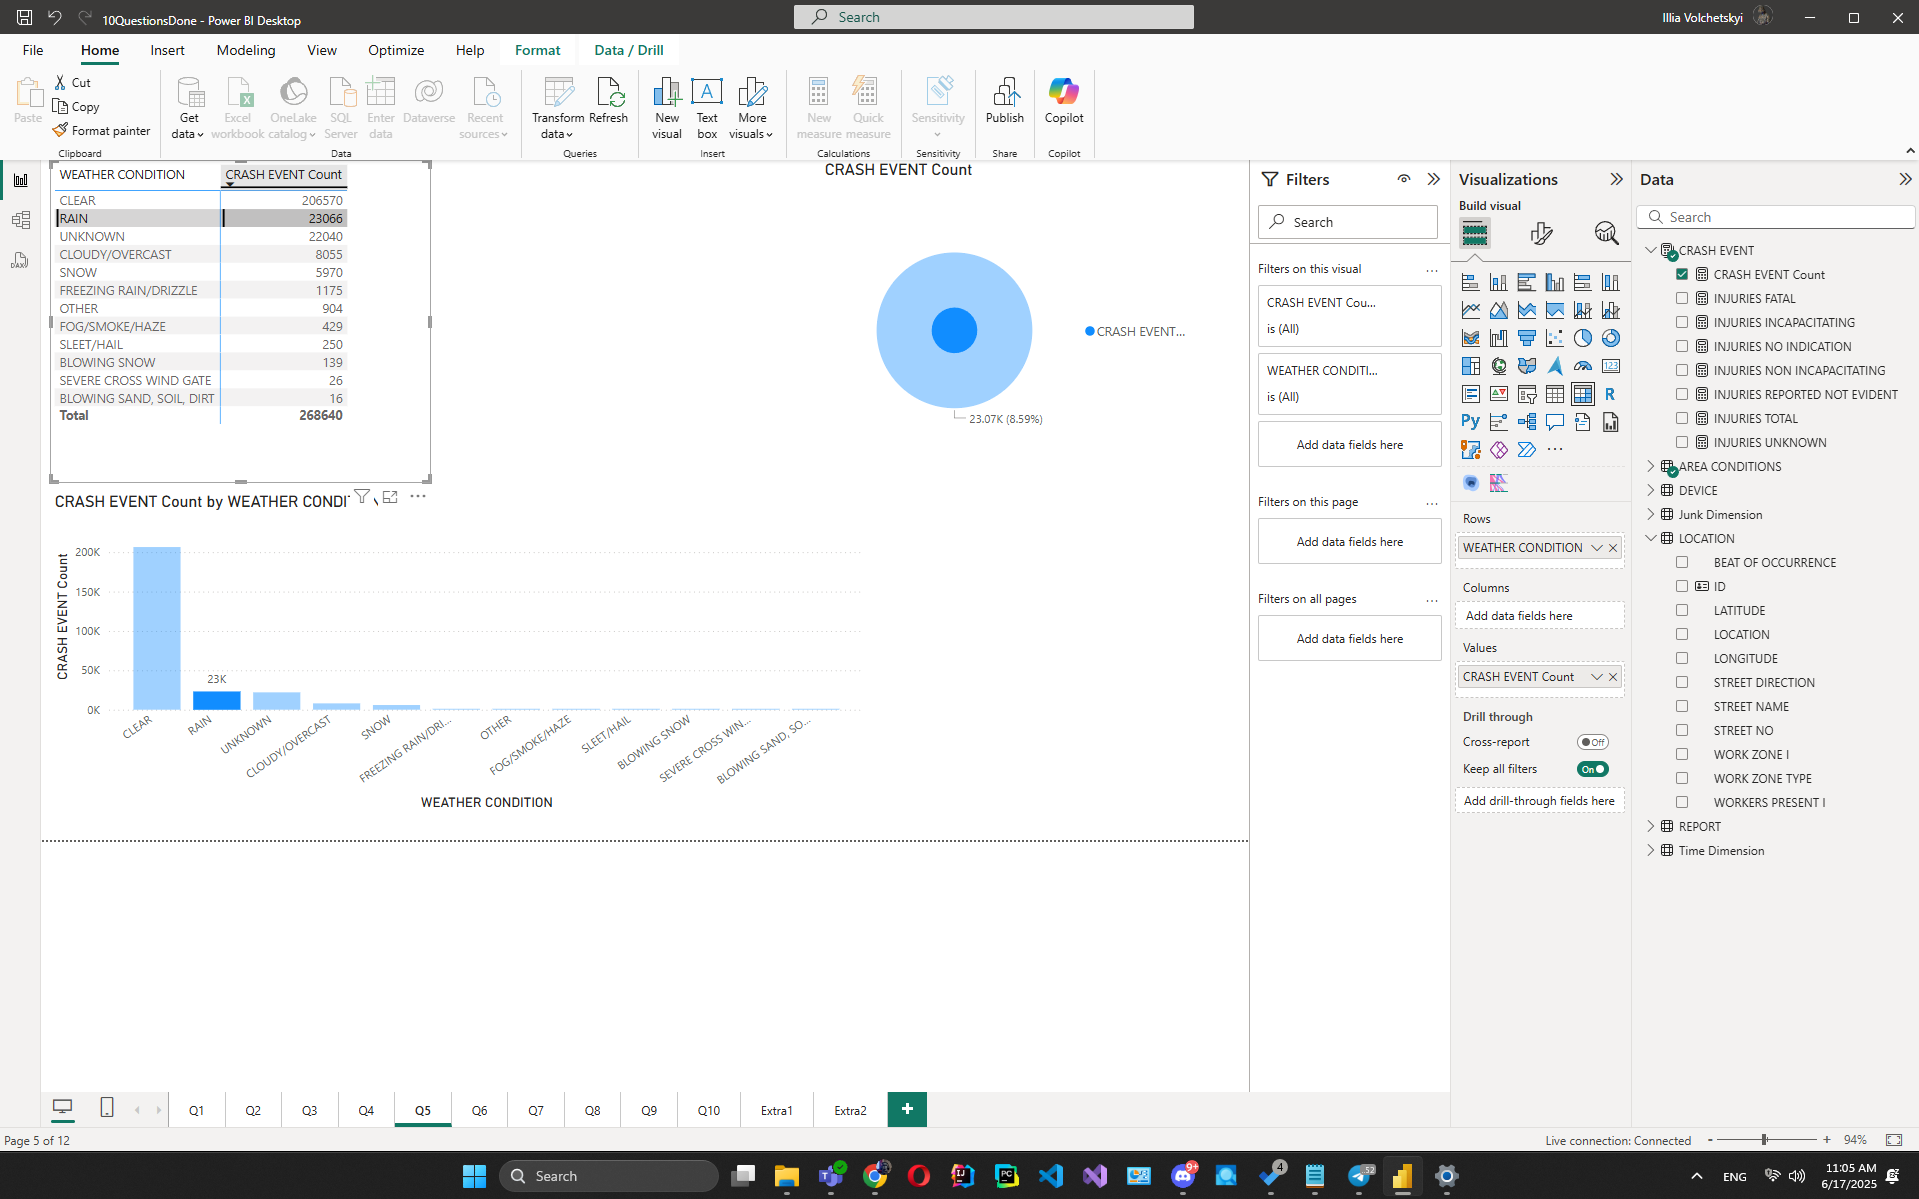 10QuestionsDone - Power BI Desktop
Search
Illia Volchetskyi
File
Home
Insert
Modeling
View
Optimize
Help
Format
Data / Drill
Paste
Cut
Copy
Format painter
Clipboard
Get data
Excel workbook
OneLake catalog
SQL Server
Enter data
Dataverse
Recent sources
Data
Transform data
Refresh
Queries
New visual
Text box
More visuals
Insert
New measure
Quick measure
Calculations
Sensitivity
Sensitivity
Publish
Share
Copilot
Copilot
WEATHER CONDITION CRASH EVENT Count
CLEAR 206570
RAIN 23066
UNKNOWN 22040
CLOUDY/OVERCAST 8055
SNOW 5970
FREEZING RAIN/DRIZZLE 1175
OTHER 904
FOG/SMOKE/HAZE 429
SLEET/HAIL 250
BLOWING SNOW 139
SEVERE CROSS WIND GATE 26
BLOWING SAND, SOIL, DIRT 16
Total 268640
CRASH EVENT Count
CRASH EVENT...
23.07K (8.59%)
CRASH EVENT Count by WEATHER CONDI
CRASH EVENT Count
200K
150K
100K
50K
0K
23K
CLEAR
RAIN
UNKNOWN
CLOUDY/OVERCAST
SNOW
FREEZING RAIN/DRI...
OTHER
FOG/SMOKE/HAZE
SLEET/HAIL
BLOWING SNOW
SEVERE CROSS WIN...
BLOWING SAND, SO...
WEATHER CONDITION
Filters
Search
Filters on this visual
CRASH EVENT Cou...
is (All)
WEATHER CONDITI...
is (All)
Add data fields here
Filters on this page
Add data fields here
Filters on all pages
Add data fields here
Visualizations
Build visual
Rows
WEATHER CONDITION
Columns
Add data fields here
Values
CRASH EVENT Count
Drill through
Cross-report Off
Keep all filters On
Add drill-through fields here
Data
Search
CRASH EVENT
CRASH EVENT Count
INJURIES FATAL
INJURIES INCAPACITATING
INJURIES NO INDICATION
INJURIES NON INCAPACITATING
INJURIES REPORTED NOT EVIDENT
INJURIES TOTAL
INJURIES UNKNOWN
AREA CONDITIONS
DEVICE
Junk Dimension
LOCATION
BEAT OF OCCURRENCE
ID
LATITUDE
LOCATION
LONGITUDE
STREET DIRECTION
STREET NAME
STREET NO
WORK ZONE I
WORK ZONE TYPE
WORKERS PRESENT I
REPORT
Time Dimension
Q1
Q2
Q3
Q4
Q5
Q6
Q7
Q8
Q9
Q10
Extra1
Extra2
+
Page 5 of 12
Live connection: Connected
- + 94%
Search
9+
4
52
ENG
11:05 AM
6/17/2025